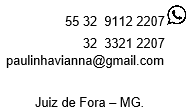 55 32 9112 2207
32 3321 2207
paulinhavianna@gmail.com
Juiz de Fora – MG.